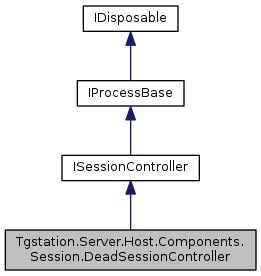 IDisposable
IProcessBase
ISessionController
Tgstation.Server.Host.Components.
Session.DeadSessionController